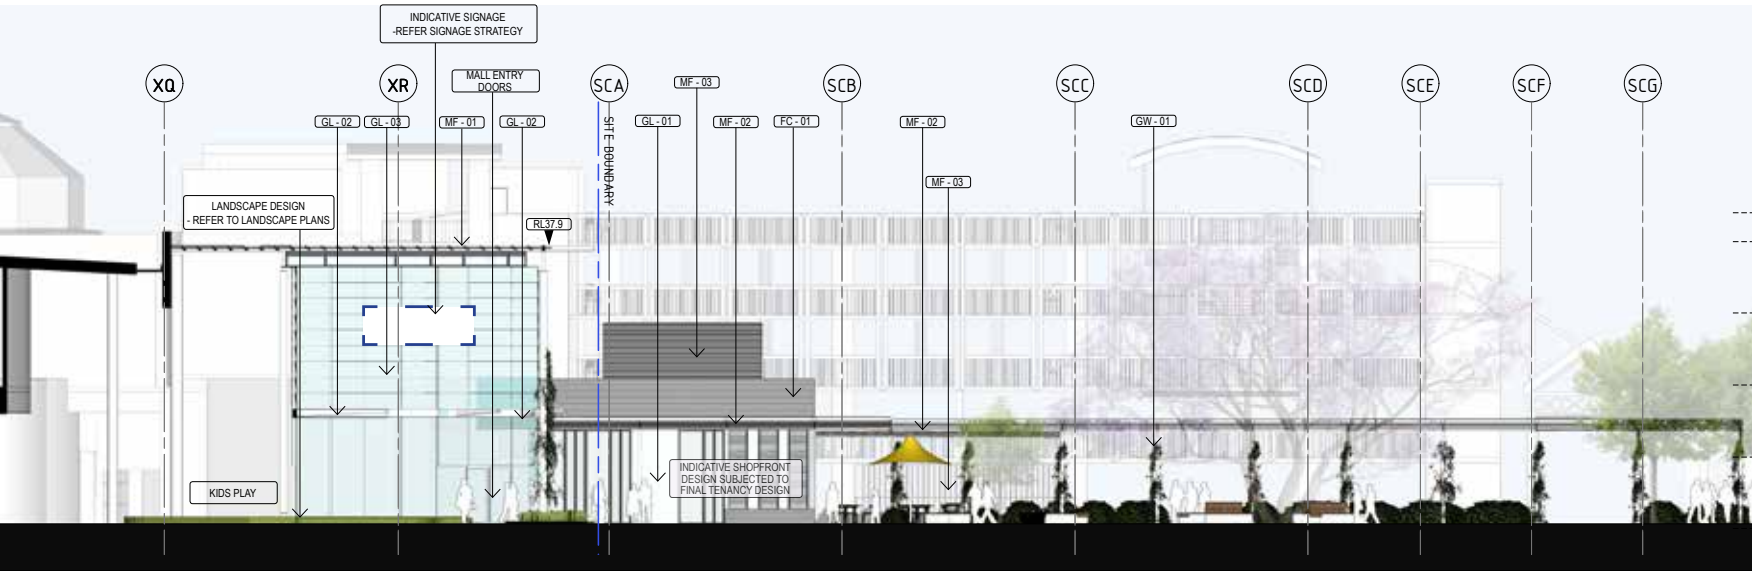 INDICATIVE SIGNAGE
-REFER SIGNAGE STRATEGY
XQ
XR
MALL ENTRY
DOORS
SCA
MF - 03
SCB
SCC
SCD
SCE
SCF
SCG
GL - 02
GL - 03
MF - 01
GL - 02
SITE BOUNDARY
GL - 01
MF - 02
FC - 01
MF - 02
GW - 01
MF - 03
LANDSCAPE DESIGN
- REFER TO LANDSCAPE PLANS
RL37.9
INDICATIVE SHOPFRONT
DESIGN SUBJECTED TO
FINAL TENANCY DESIGN
KIDS PLAY